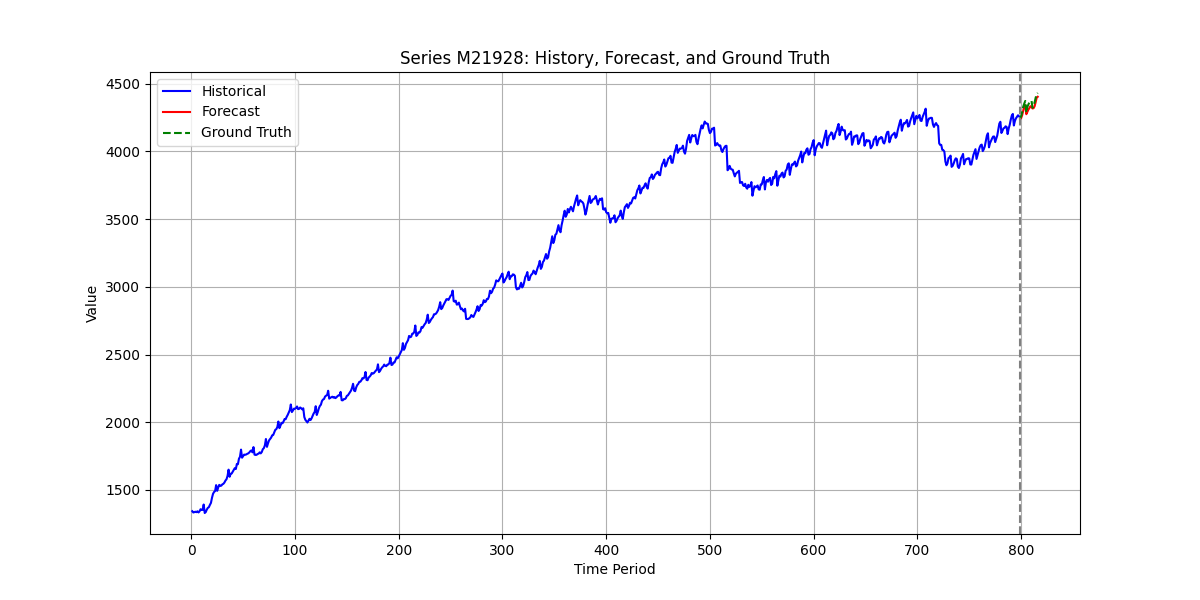 Series M21928: History, Forecast, and Ground Truth
Historical
Forecast
Ground Truth
4500
4000
3500
3000
2500
2000
1500
Value
0 100 200 300 400 500 600 700 800
Time Period